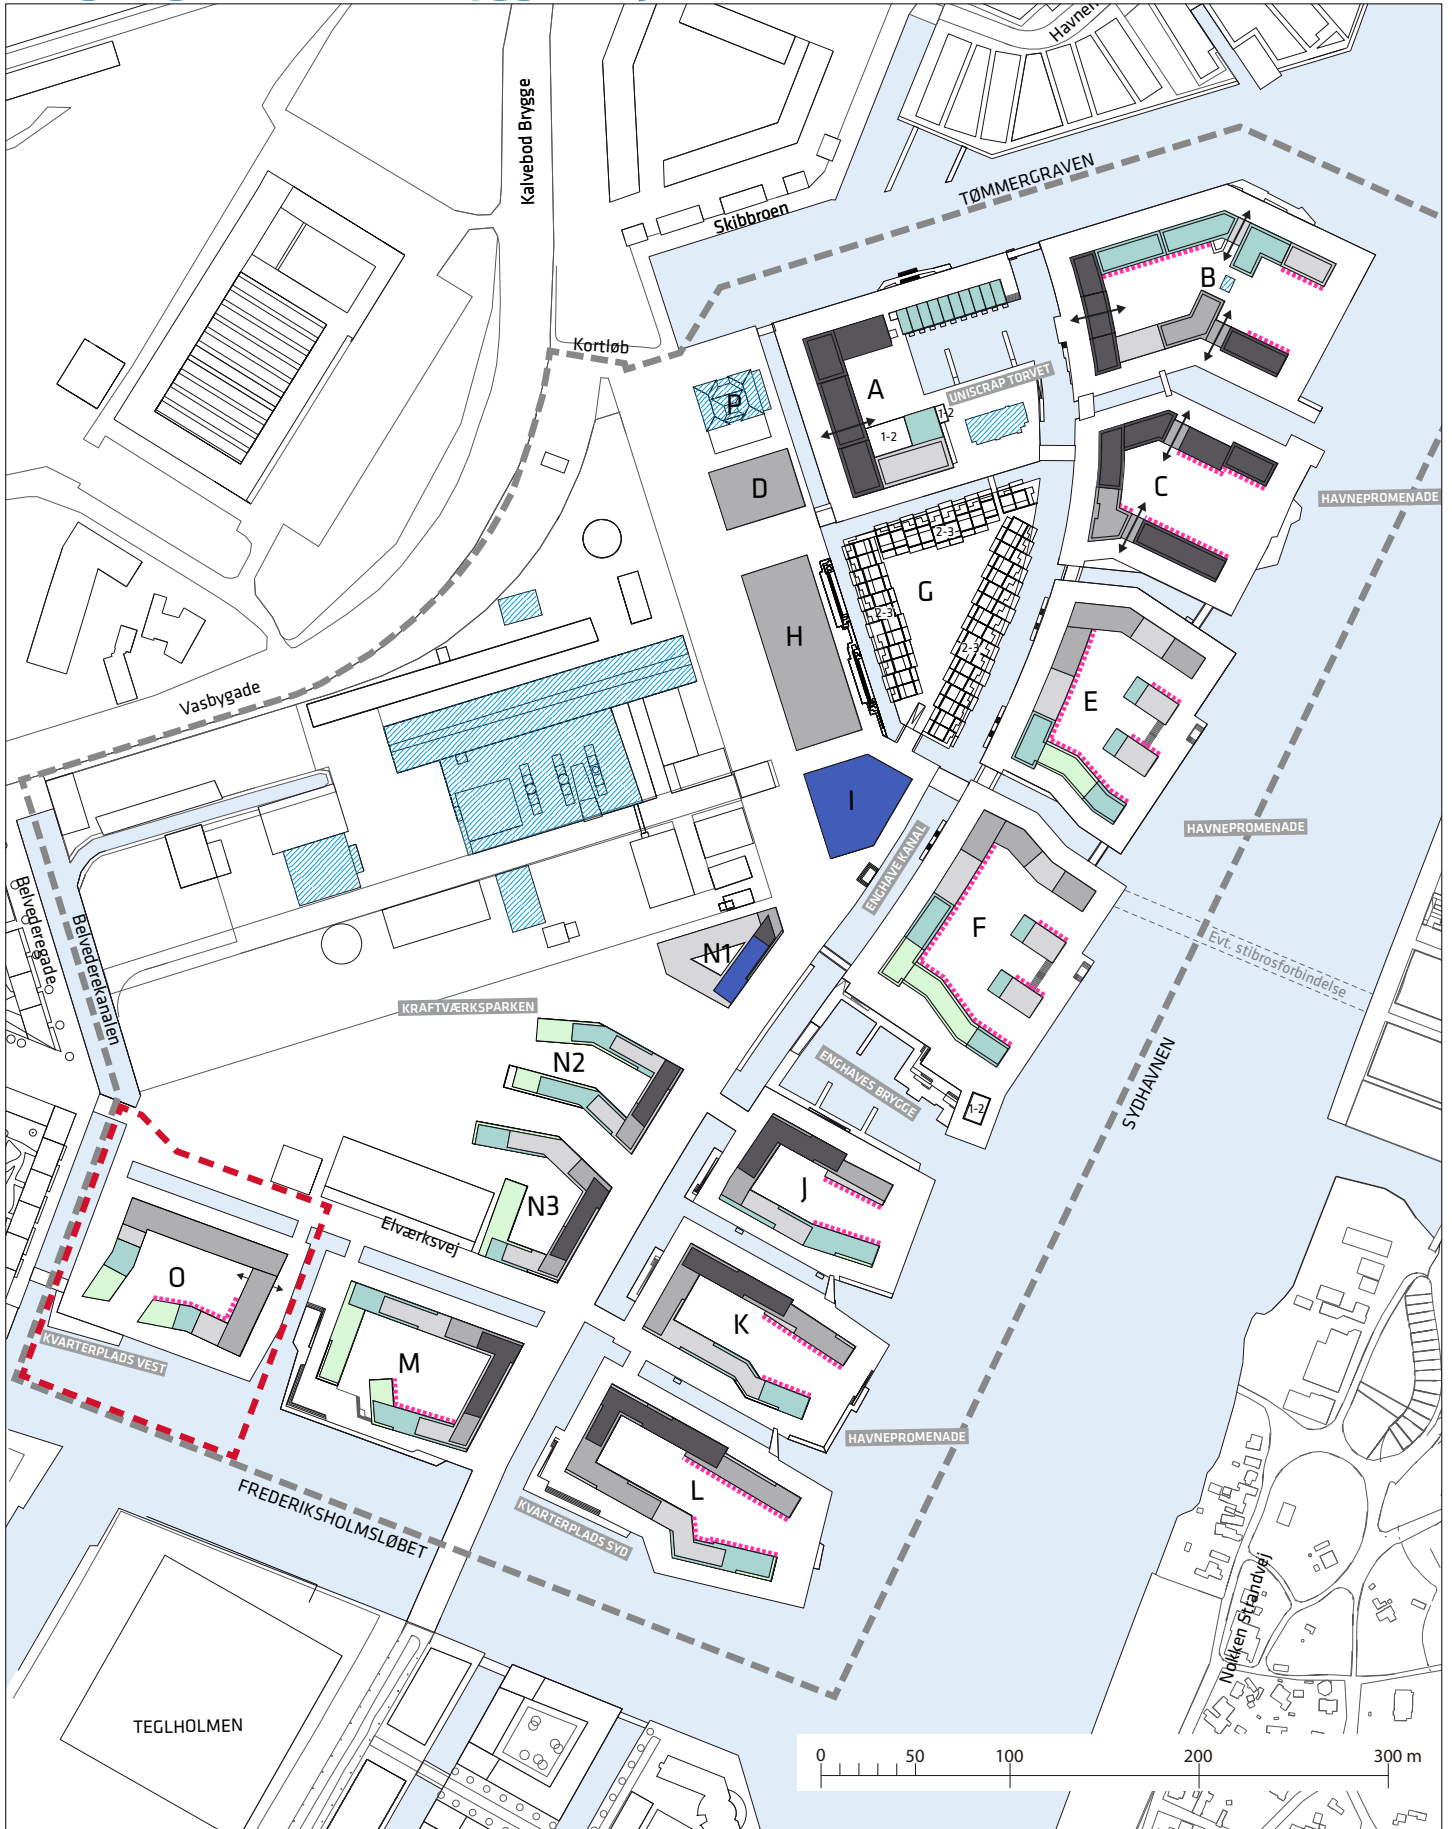 Havnen
Kalvebod Brygge
Skibbroen
TØMMERGRAVEN
Kortløb
B
A
UNISCRAP TORVET
P
1-2
1-2
D
C
HAVNEPROMENADE
2-3
G
2-3
2-3
H
E
Vasbygade
I
HAVNEPROMENADE
ENGHAVE KANAL
Belvederegade
Belvederekanalen
F
Evt. stibrosforbindelse
N1
KRAFTVÆRKSPARKEN
N2
ENGHAVES BRYGGE
1-2
SYDHAVNEN
J
N3
Elværksvej
O
KVARTERPLADS VEST
K
M
HAVNEPROMENADE
L
KVARTERPLADS SYD
FREDERIKSHOLMSLØBET
Nokken Strandvej
TEGLHOLMEN
0 50 100 200 300 m